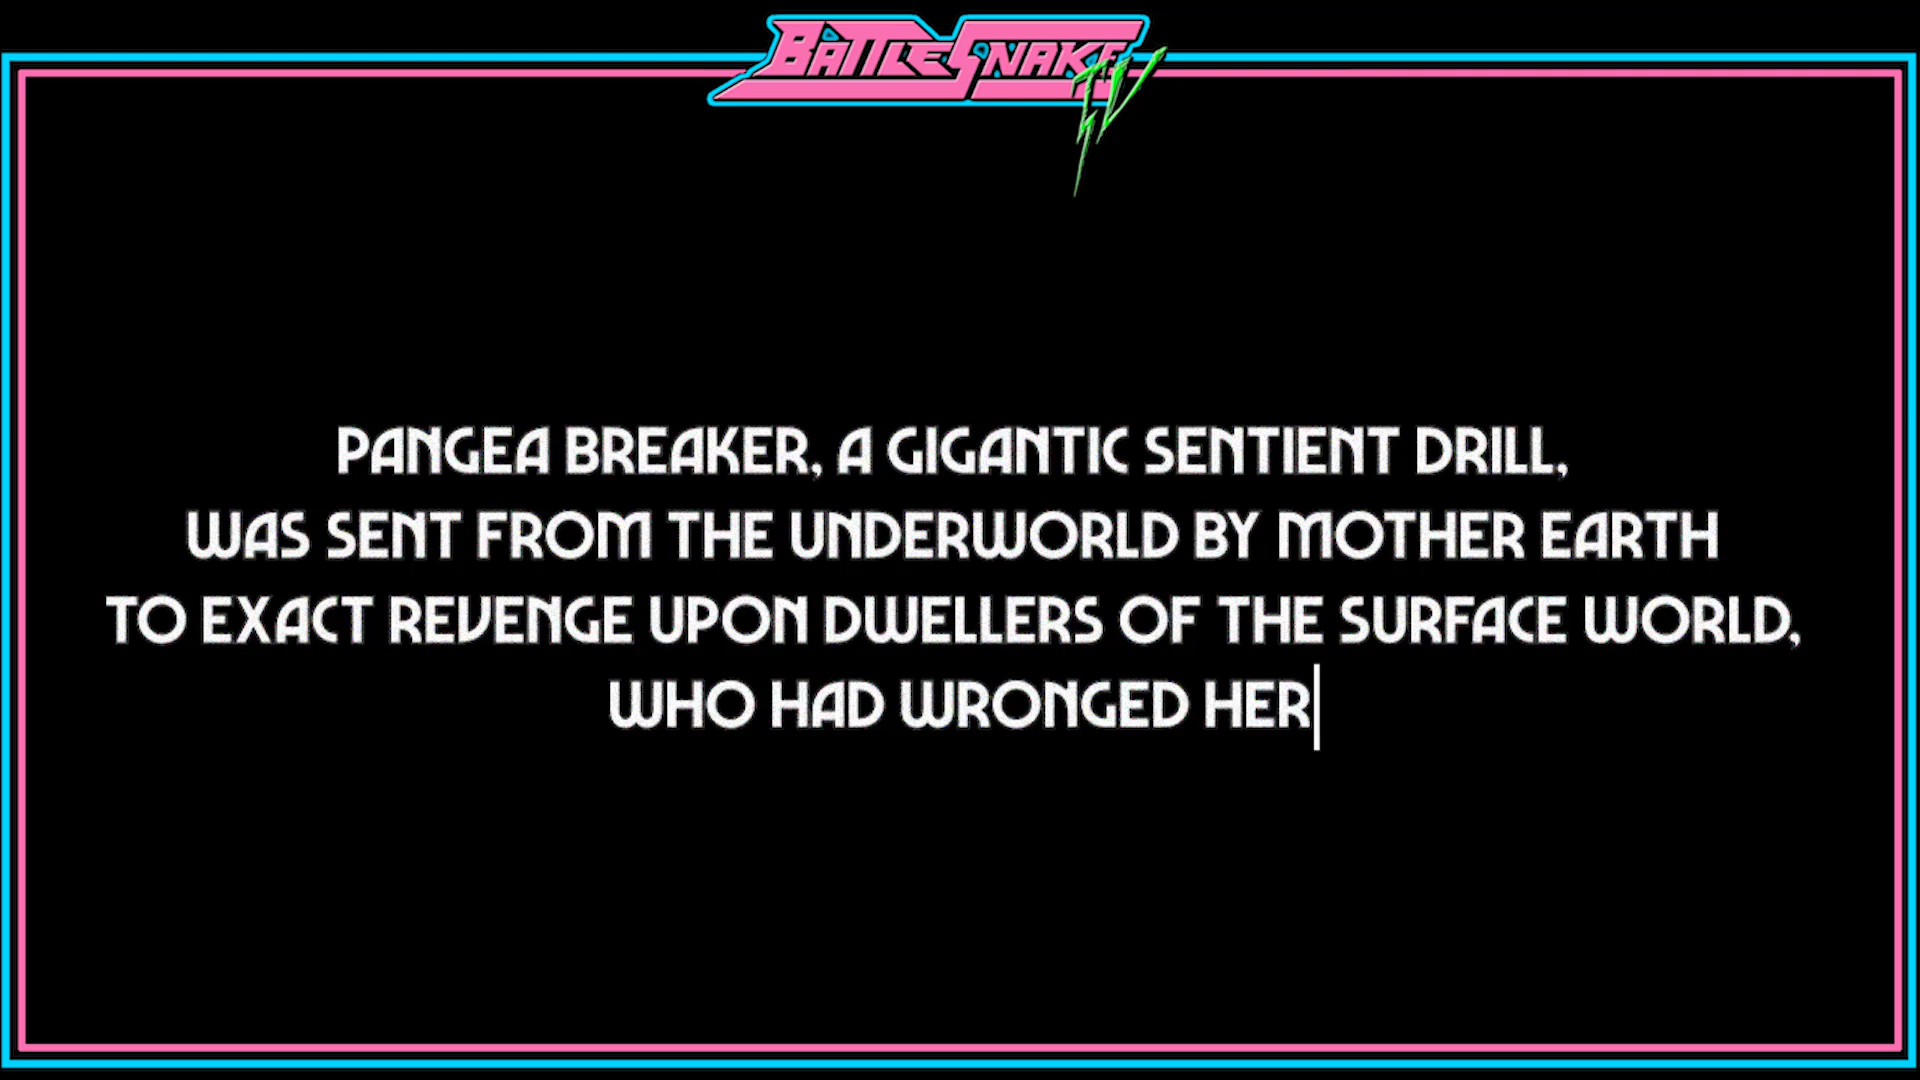 BATTLESNAKE
TV
PANGEA BREAKER, A GIGANTIC SENTIENT DRILL,
WAS SENT FROM THE UNDERWORLD BY MOTHER EARTH
TO EXACT REVENGE UPON DWELLERS OF THE SURFACE WORLD,
WHO HAD WRONGED HER